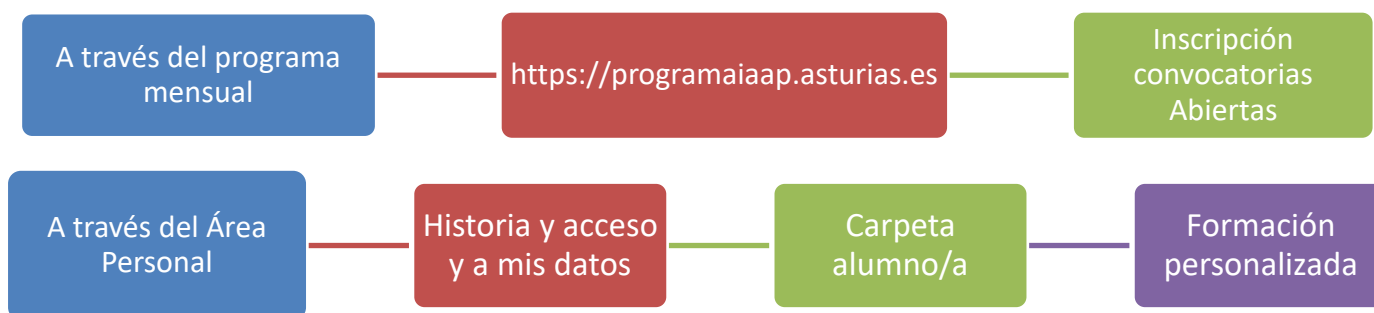 A través del programa
mensual
https://programaiaap.asturias.es
Inscripción
convocatorias
Abiertas
A través del Área
Personal
Historia y acceso
y a mis datos
Carpeta
alumno/a
Formación
personalizada